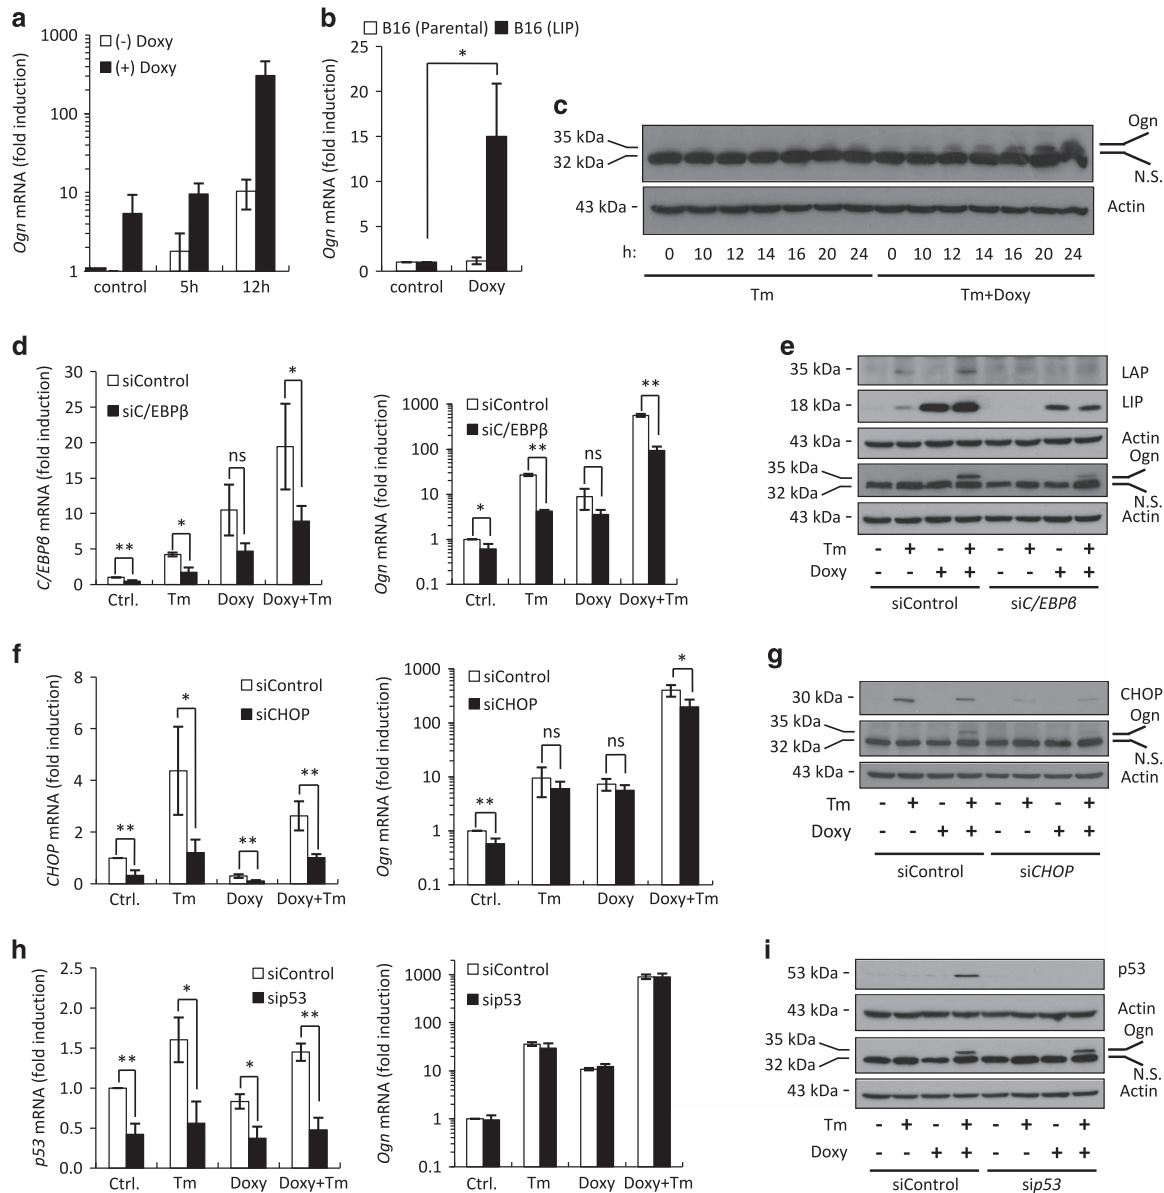 a
Ogn mRNA (fold induction)
1000
100
10
1
(-) Doxy
(+) Doxy
control 5h 12h
b
B16 (Parental) B16 (LIP)
Ogn mRNA (fold induction)
25
20
15
10
5
0
*
control Doxy
c
35 kDa
32 kDa
43 kDa -
Ogn
N.S.
Actin
h: 0 10 12 14 16 20 24 0 10 12 14 16 20 24
Tm Tm+Doxy
d
C/EBPβ mRNA (fold induction)
30
25
20
15
10
5
0
siControl
siC/EBPβ
** * ns *
Ctrl. Tm Doxy Doxy+Tm
Ogn mRNA (fold induction)
1000
100
10
1
0.1
siControl
siC/EBPβ
* ** ns **
Ctrl. Tm Doxy Doxy+Tm
e
35 kDa - LAP
18 kDa - LIP
43 kDa - Actin
35 kDa Ogn
32 kDa N.S.
43 kDa - Actin
Tm - + - + - + - +
Doxy - - + + - - + +
siControl siC/EBPβ
f
CHOP mRNA (fold induction)
8
6
4
2
0
siControl
siCHOP
** * ** **
Ctrl. Tm Doxy Doxy+Tm
Ogn mRNA (fold induction)
1000
100
10
1
0.1
siControl
siCHOP
** ns ns *
Ctrl. Tm Doxy Doxy+Tm
g
30 kDa - CHOP
35 kDa Ogn
32 kDa N.S.
43 kDa - Actin
Tm - + - + - + - +
Doxy - - + + - - + +
siControl siCHOP
h
p53 mRNA (fold induction)
2.5
2.0
1.5
1.0
0.5
0.0
siControl
sip53
** * * **
Ctrl. Tm Doxy Doxy+Tm
Ogn mRNA (fold induction)
1000
100
10
1
0.1
siControl
sip53
Ctrl. Tm Doxy Doxy+Tm
i
53 kDa - p53
43 kDa - Actin
35 kDa Ogn
32 kDa N.S.
43 kDa - Actin
Tm - + - + - + - +
Doxy - - + + - - + +
siControl sip53